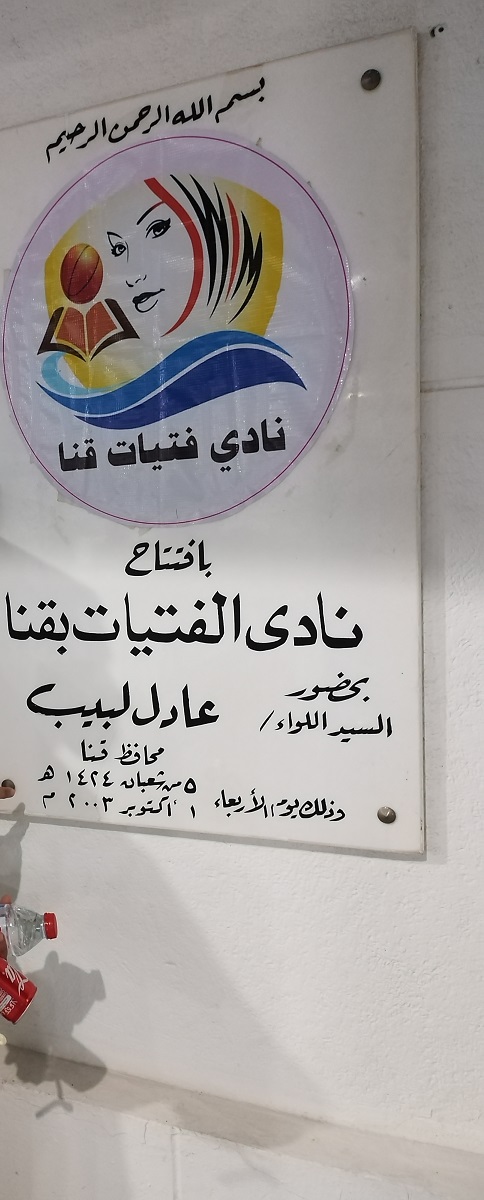 بسم الله الرحمن الرحيم
نادي فتيات قنا
بافتتاح
نادى الفتيات بقنا
بحضور
السيد اللواء/ عادل لبيب
محافظ قنا
وذلك يوم الأربعاء ٥ من شعبان ١٤٢٤ هـ
١ أكتوبر ٢٠٠٣ م